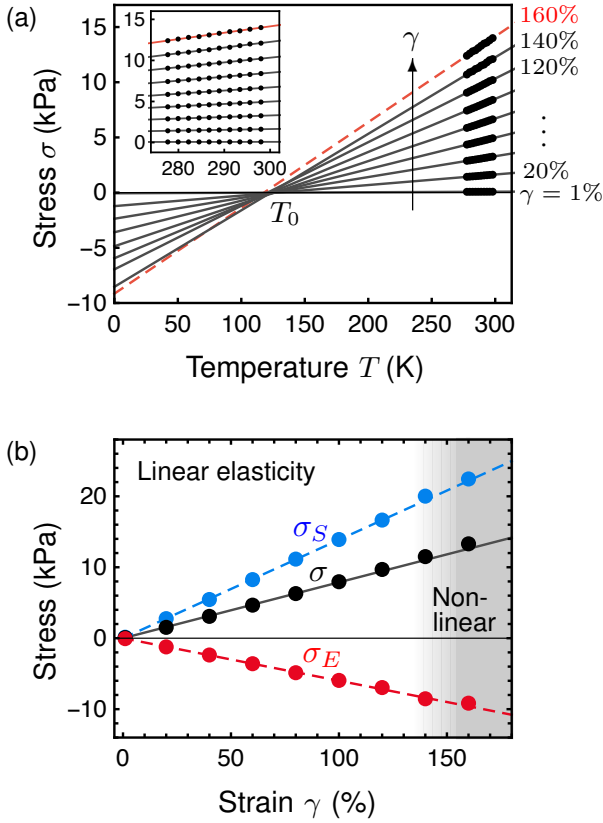 (a)
160%
140%
120%
⋮
20%
γ = 1%
γ
T₀
15
10
5
0
−5
−10
Stress σ (kPa)
15
10
5
0
280
290
300
0
50
100
150
200
250
300
Temperature T (K)
(b)
Linear elasticity
σ_S
σ
σ_E
Non-
linear
20
10
0
−10
Stress (kPa)
0
50
100
150
Strain γ (%)